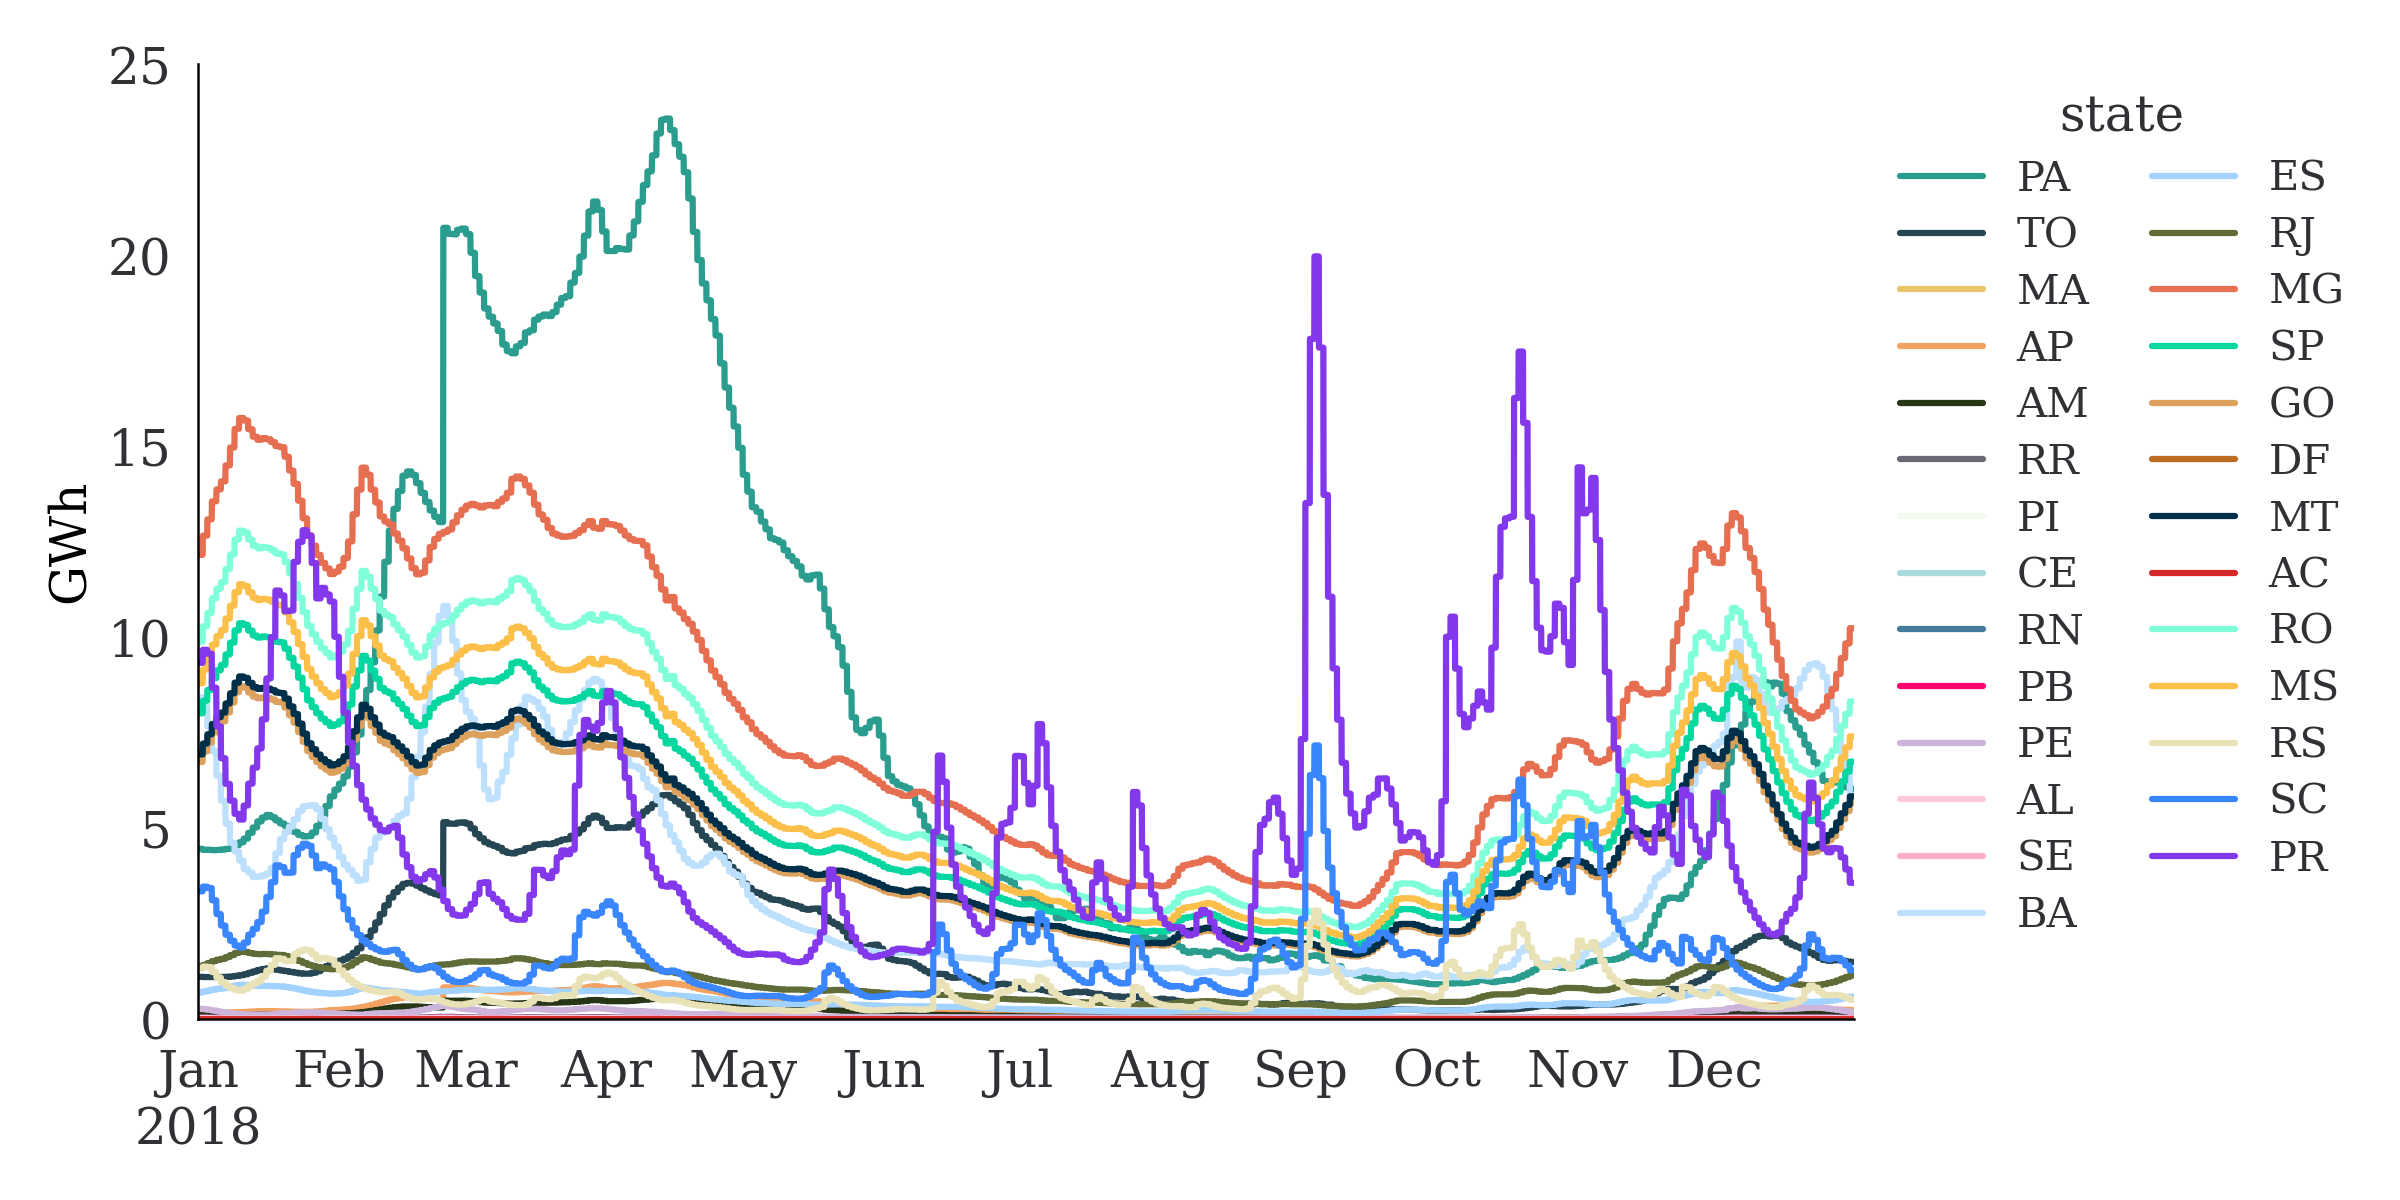 25
20
15
10
5
0
GWh
Jan Feb Mar Apr May Jun Jul Aug Sep Oct Nov Dec
2018
state
PA
TO
MA
AP
AM
RR
PI
CE
RN
PB
PE
AL
SE
BA
ES
RJ
MG
SP
GO
DF
MT
AC
RO
MS
RS
SC
PR